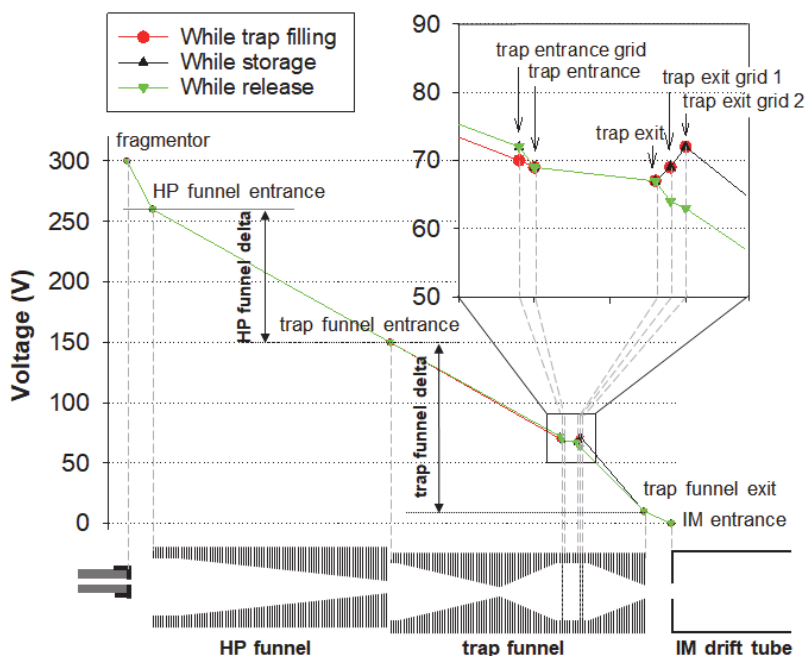 While trap filling
While storage
While release
90
80
70
60
50
trap entrance grid
trap entrance
trap exit grid 1
trap exit grid 2
trap exit
Voltage (V)
300
250
200
150
100
50
0
fragmentor
HP funnel entrance
HP funnel delta
trap funnel entrance
trap funnel delta
trap funnel exit
IM entrance
HP funnel
trap funnel
IM drift tube